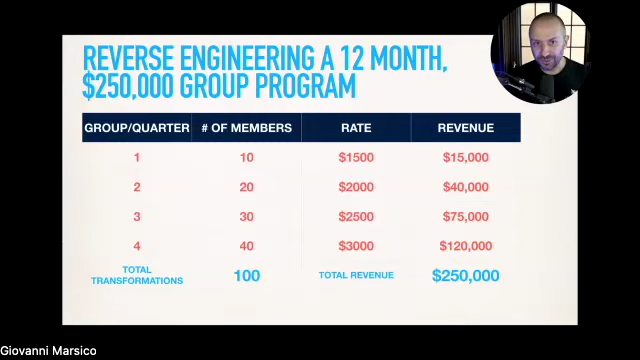 REVERSE ENGINEERING A 12 MONTH,
$250,000 GROUP PROGRAM
GROUP/QUARTER # OF MEMBERS RATE REVENUE
1 10 $1500 $15,000
2 20 $2000 $40,000
3 30 $2500 $75,000
4 40 $3000 $120,000
TOTAL
TRANSFORMATIONS 100 TOTAL REVENUE $250,000
Giovanni Marsico